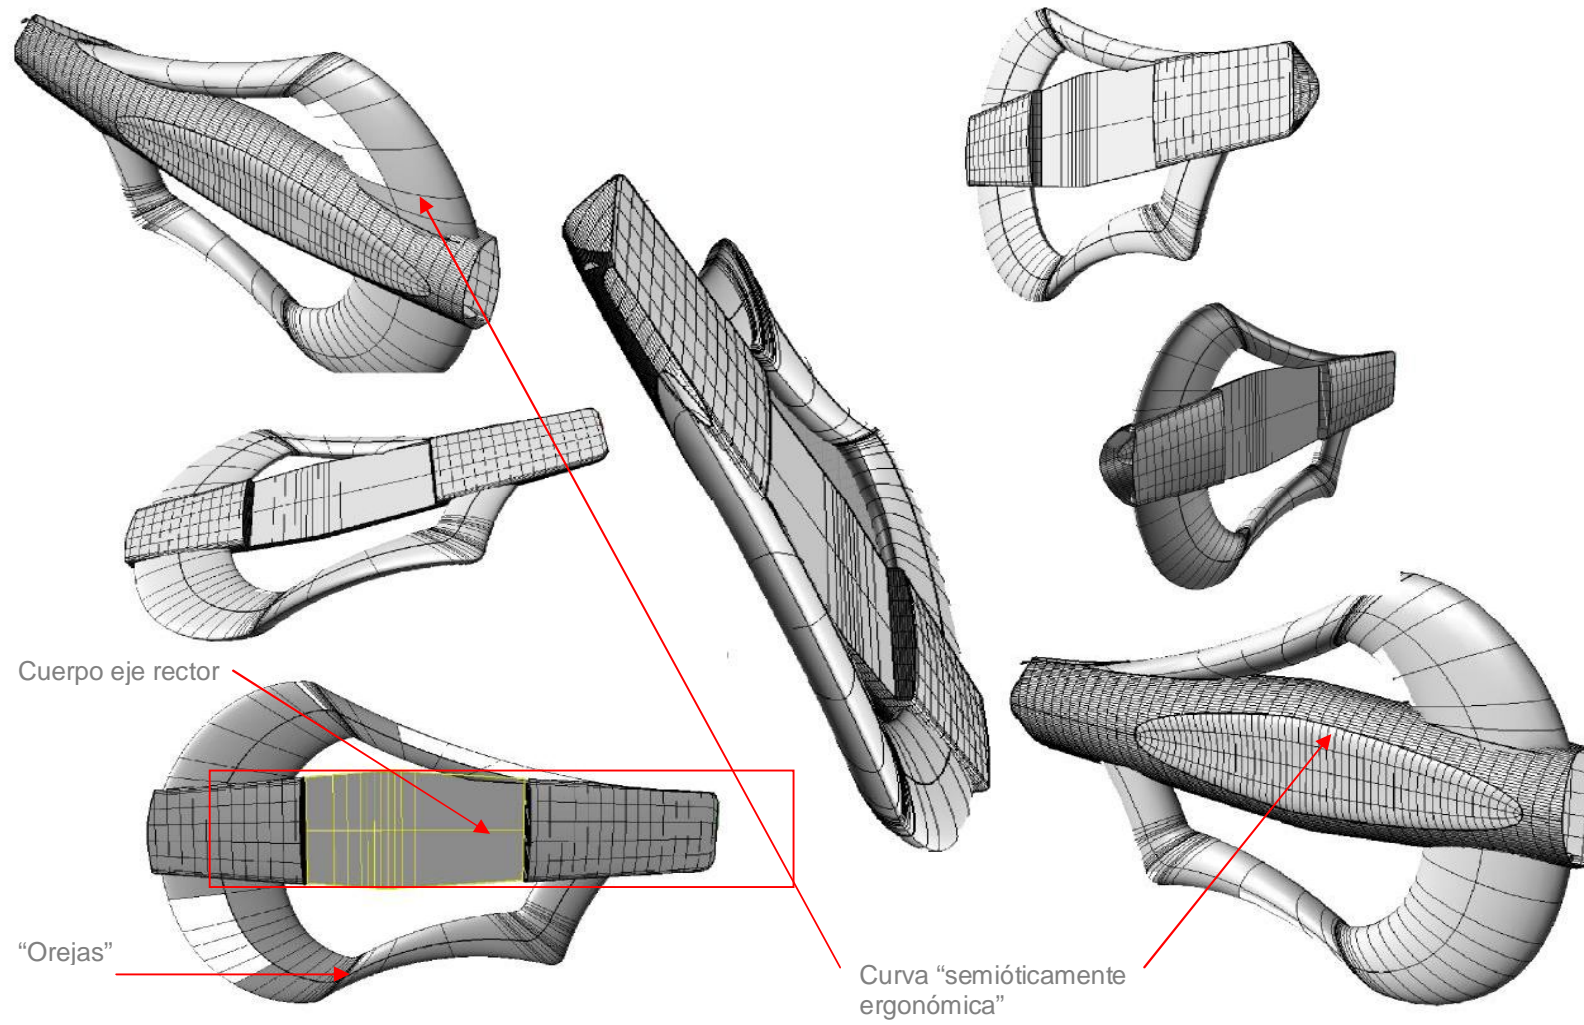 Cuerpo eje rector
“Orejas”
Curva “semióticamente
ergonómica”